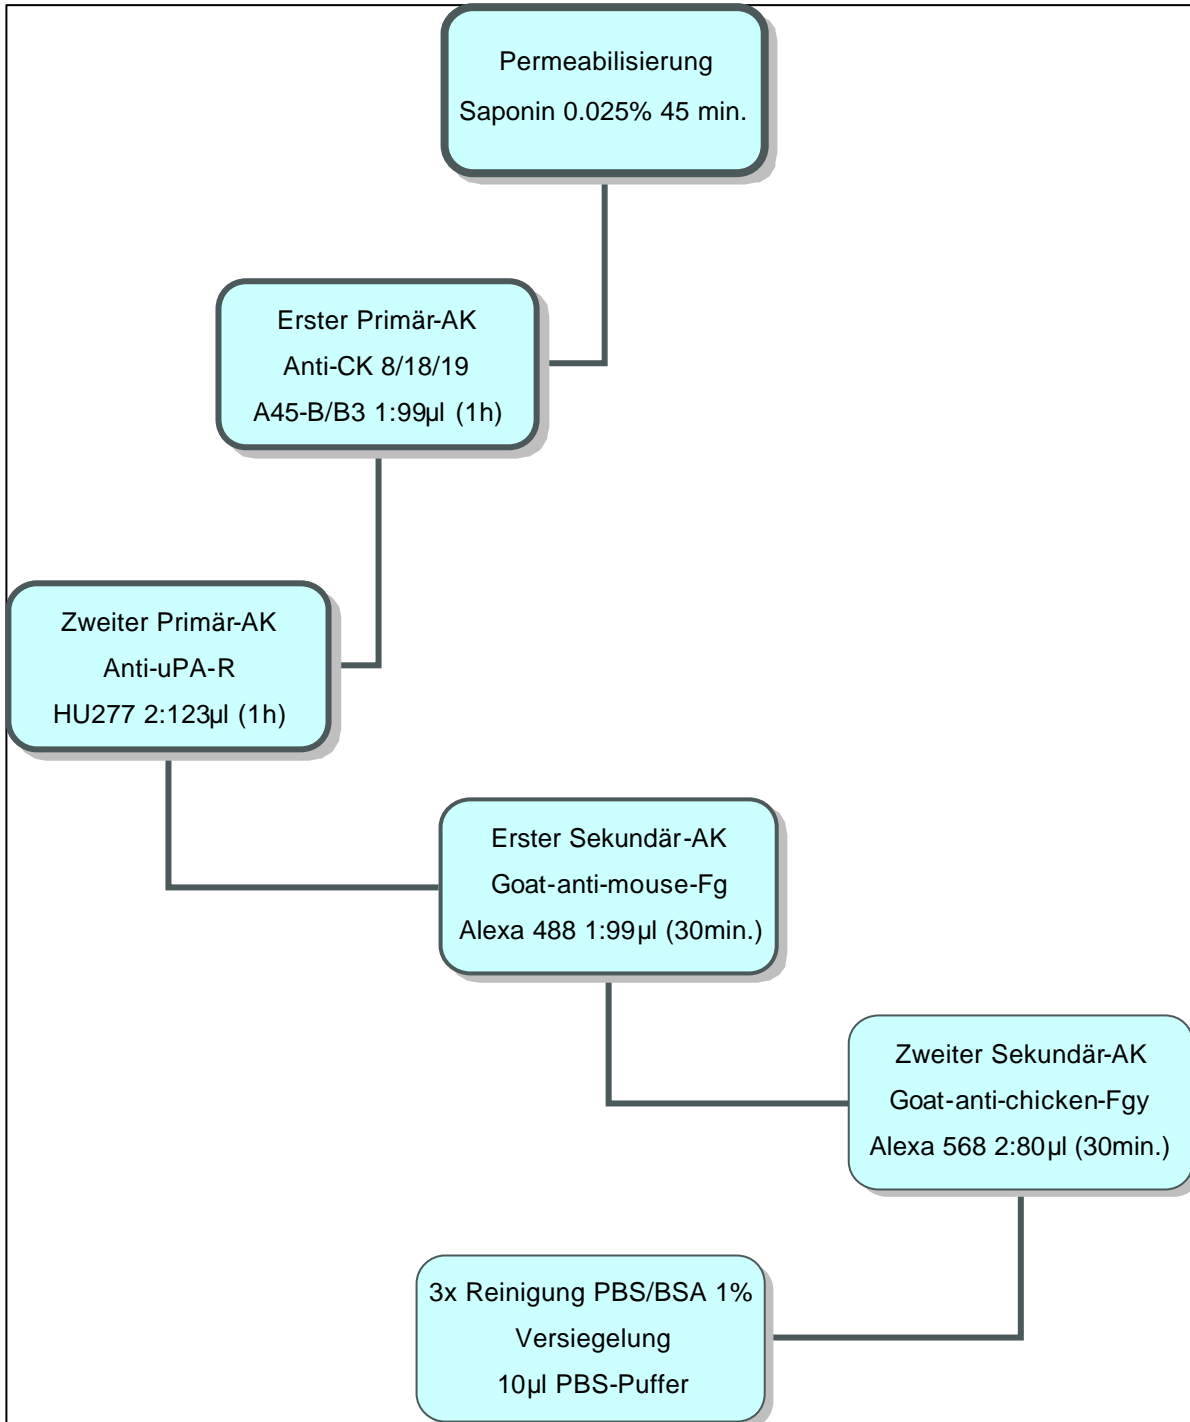 Permeabilisierung
Saponin 0.025% 45 min.
Erster Primär-AK
Anti-CK 8/18/19
A45-B/B3 1:99µl (1h)
Zweiter Primär-AK
Anti-uPA-R
HU277 2:123µl (1h)
Erster Sekundär-AK
Goat-anti-mouse-Fg
Alexa 488 1:99µl (30min.)
Zweiter Sekundär-AK
Goat-anti-chicken-Fgy
Alexa 568 2:80µl (30min.)
3x Reinigung PBS/BSA 1%
Versiegelung
10µl PBS-Puffer